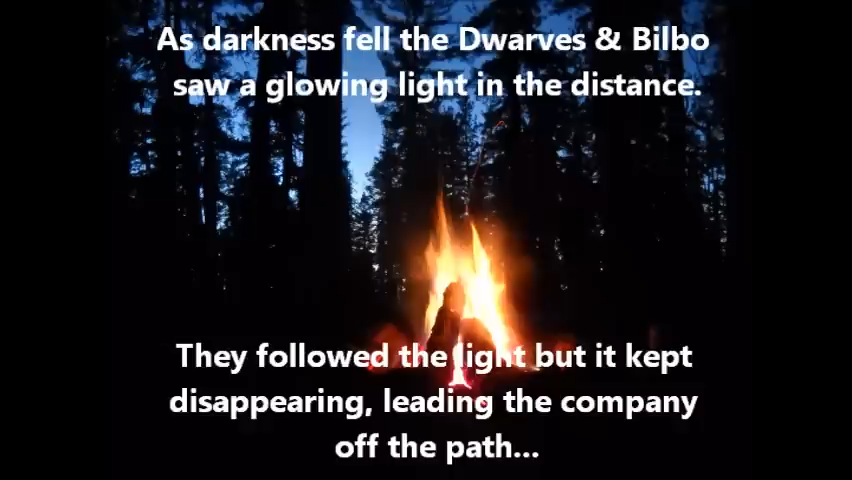 As darkness fell the Dwarves & Bilbo
saw a glowing light in the distance.
They followed the light but it kept
disappearing, leading the company
off the path...